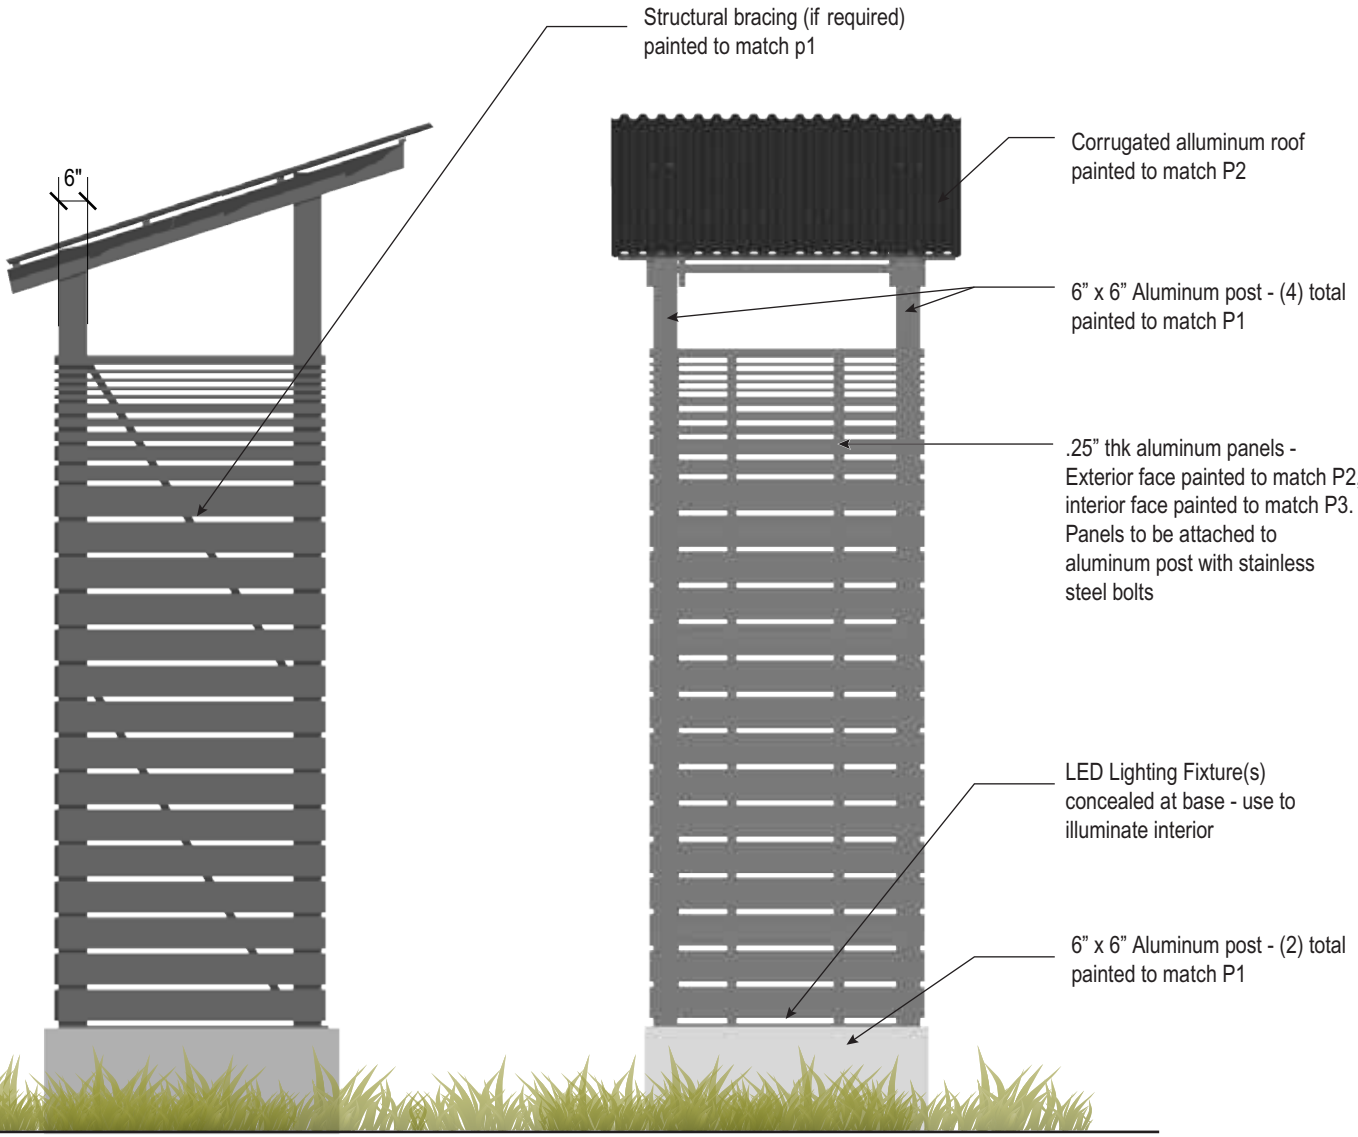 Structural bracing (if required)
painted to match p1
6"
Corrugated alluminum roof
painted to match P2
6” x 6” Aluminum post - (4) total
painted to match P1
.25” thk aluminum panels -
Exterior face painted to match P2,
interior face painted to match P3.
Panels to be attached to
aluminum post with stainless
steel bolts
LED Lighting Fixture(s)
concealed at base - use to
illuminate interior
6” x 6” Aluminum post - (2) total
painted to match P1